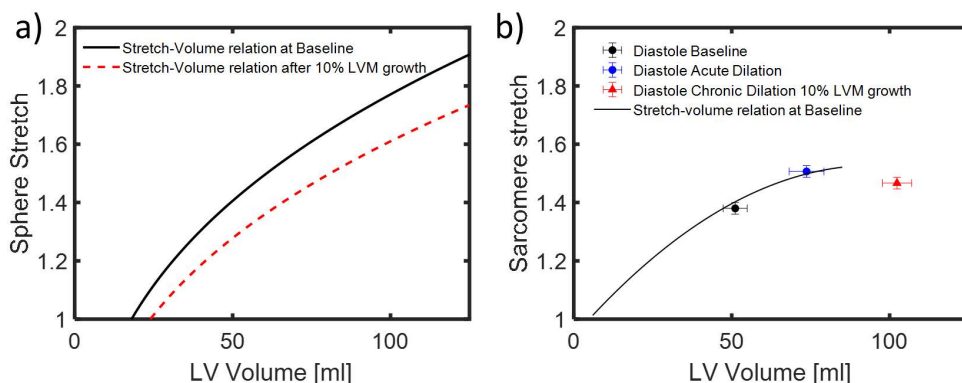 a)
2
1.8
1.6
1.4
1.2
1
Sphere Stretch
Stretch-Volume relation at Baseline
Stretch-Volume relation after 10% LVM growth
0
50
100
LV Volume [ml]
b)
2
1.8
1.6
1.4
1.2
1
Sarcomere stretch
Diastole Baseline
Diastole Acute Dilation
Diastole Chronic Dilation 10% LVM growth
Stretch-volume relation at Baseline
0
50
100
LV Volume [ml]